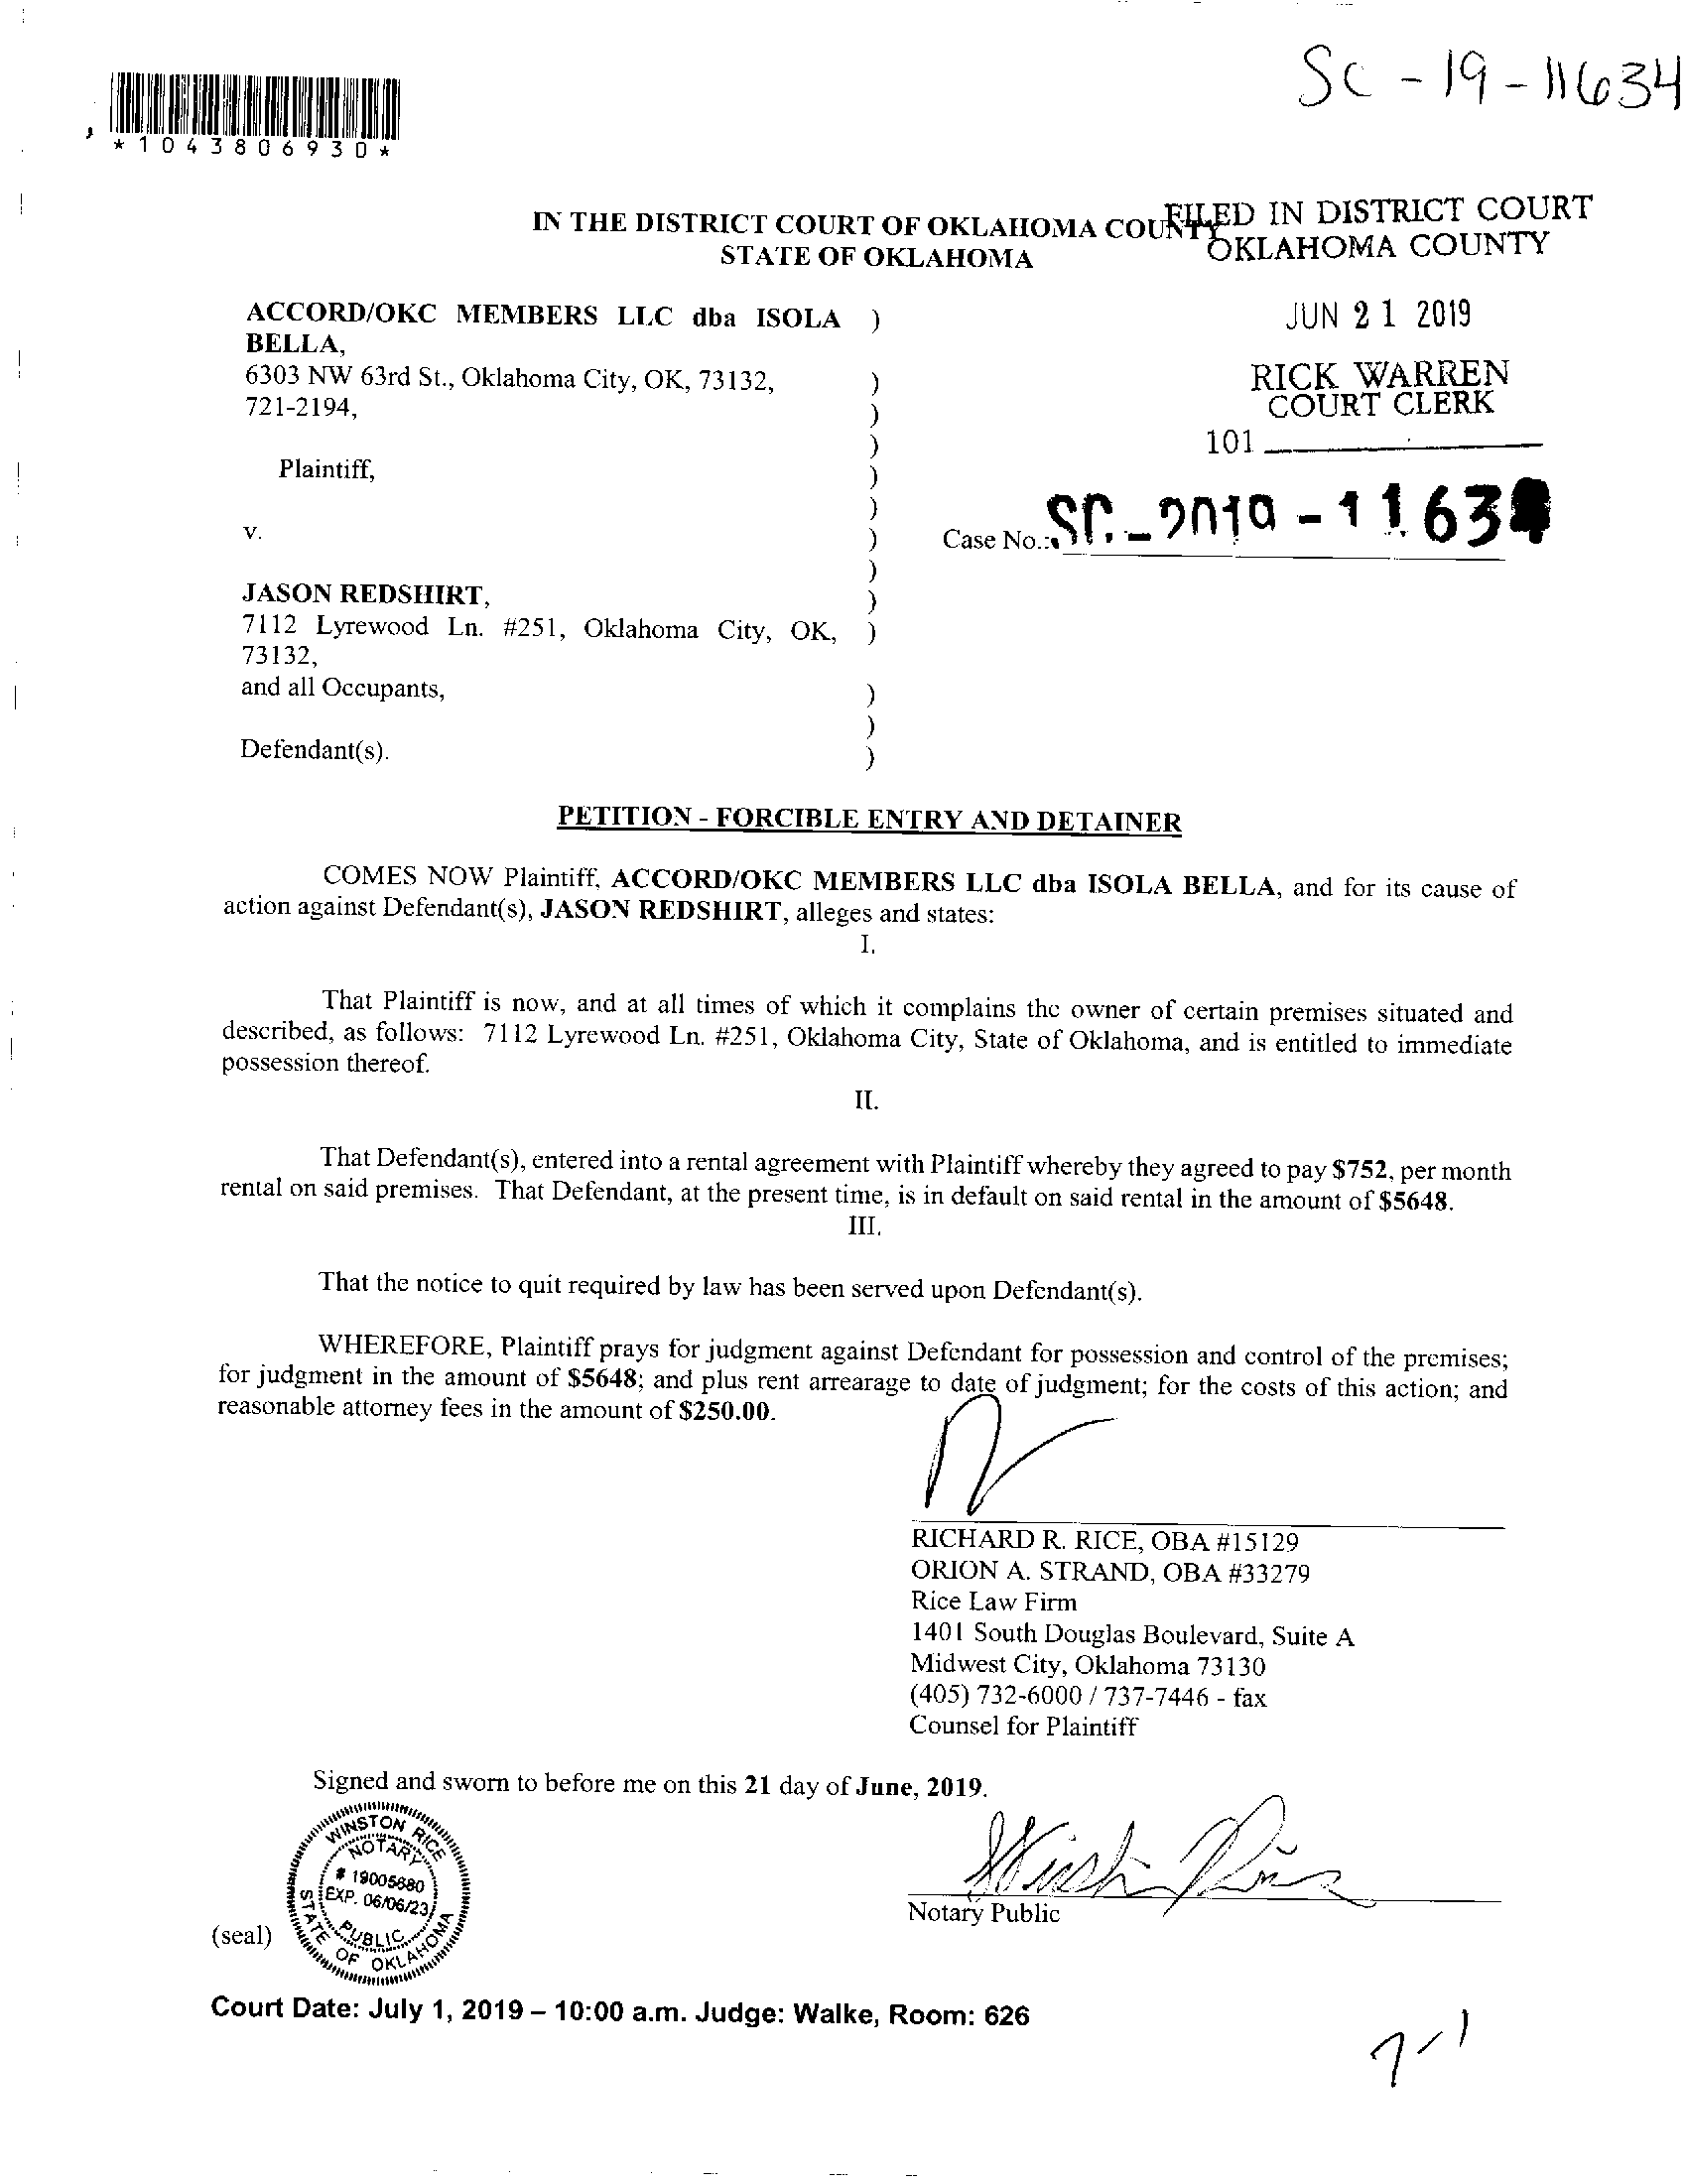 SC - 19 - 11634
*1043806930*
IN THE DISTRICT COURT OF OKLAHOMA COUNTY
STATE OF OKLAHOMA
FILED IN DISTRICT COURT
OKLAHOMA COUNTY
JUN 21 2019
RICK WARREN
COURT CLERK
101
ACCORD/OKC MEMBERS LLC dba ISOLA )
BELLA,
6303 NW 63rd St., Oklahoma City, OK, 73132, )
721-2194, )
)
Plaintiff, )
)
v. )
Case No.: SC-2019-11634
)
JASON REDSHIRT, )
7112 Lyrewood Ln. #251, Oklahoma City, OK, )
73132,
and all Occupants, )
)
Defendant(s). )
PETITION - FORCIBLE ENTRY AND DETAINER
COMES NOW Plaintiff, ACCORD/OKC MEMBERS LLC dba ISOLA BELLA, and for its cause of
action against Defendant(s), JASON REDSHIRT, alleges and states:
I.
That Plaintiff is now, and at all times of which it complains the owner of certain premises situated and
described, as follows: 7112 Lyrewood Ln. #251, Oklahoma City, State of Oklahoma, and is entitled to immediate
possession thereof.
II.
That Defendant(s), entered into a rental agreement with Plaintiff whereby they agreed to pay $752, per month
rental on said premises. That Defendant, at the present time, is in default on said rental in the amount of $5648.
III.
That the notice to quit required by law has been served upon Defendant(s).
WHEREFORE, Plaintiff prays for judgment against Defendant for possession and control of the premises;
for judgment in the amount of $5648; and plus rent arrearage to date of judgment; for the costs of this action; and
reasonable attorney fees in the amount of $250.00.
RICHARD R. RICE, OBA #15129
ORION A. STRAND, OBA #33279
Rice Law Firm
1401 South Douglas Boulevard, Suite A
Midwest City, Oklahoma 73130
(405) 732-6000 / 737-7446 - fax
Counsel for Plaintiff
Signed and sworn to before me on this 21 day of June, 2019.
WINSTON RICE
NOTARY
# 19005680
EXP. 06/06/23
PUBLIC
STATE OF OKLAHOMA
Winston Rice
Notary Public
(seal)
Court Date: July 1, 2019 – 10:00 a.m. Judge: Walke, Room: 626
7-1